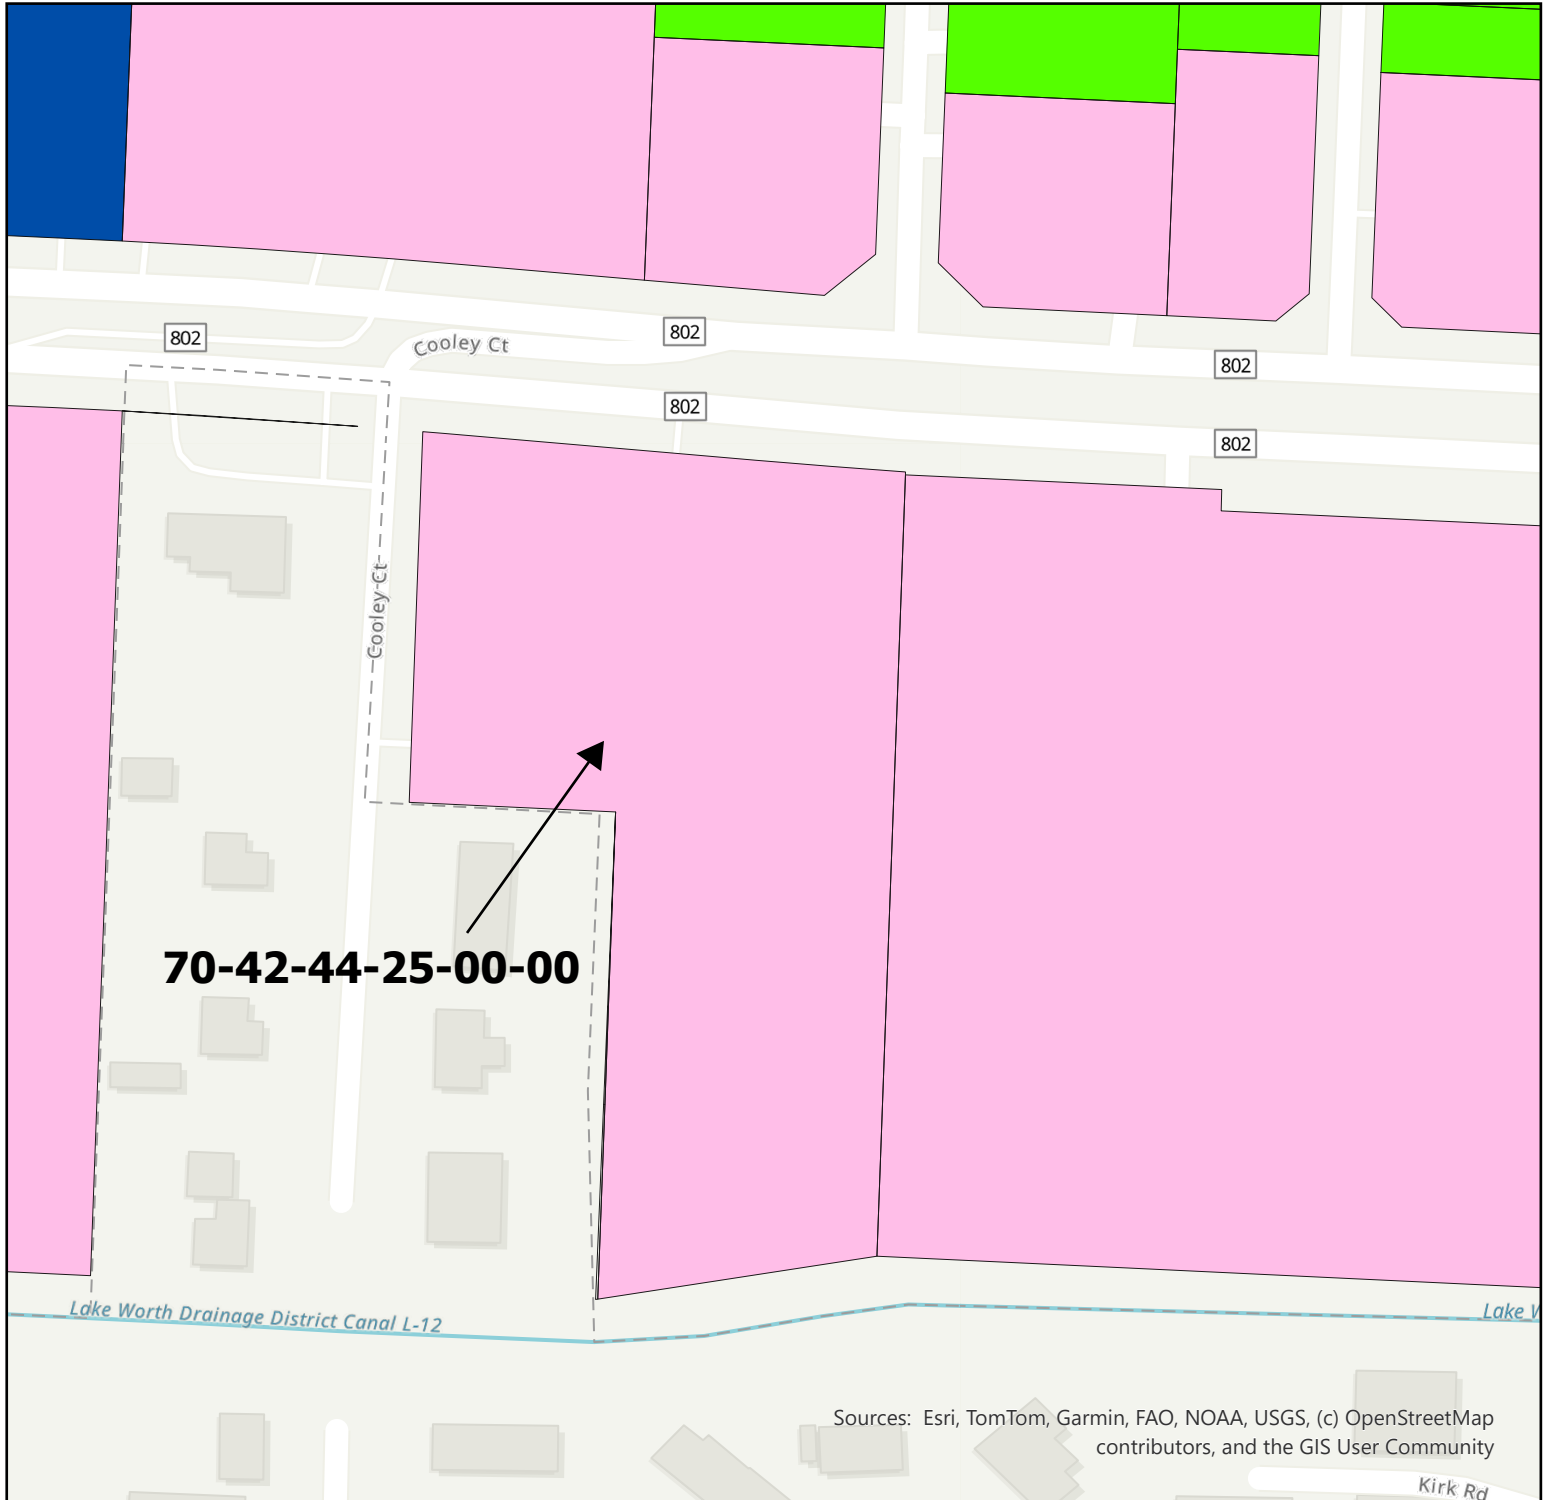 802
Cooley Ct
802
802
802
802
Cooley Ct
70-42-44-25-00-00
Lake Worth Drainage District Canal L-12
Lake W
Sources: Esri, TomTom, Garmin, FAO, NOAA, USGS, (c) OpenStreetMap
contributors, and the GIS User Community
Kirk Rd